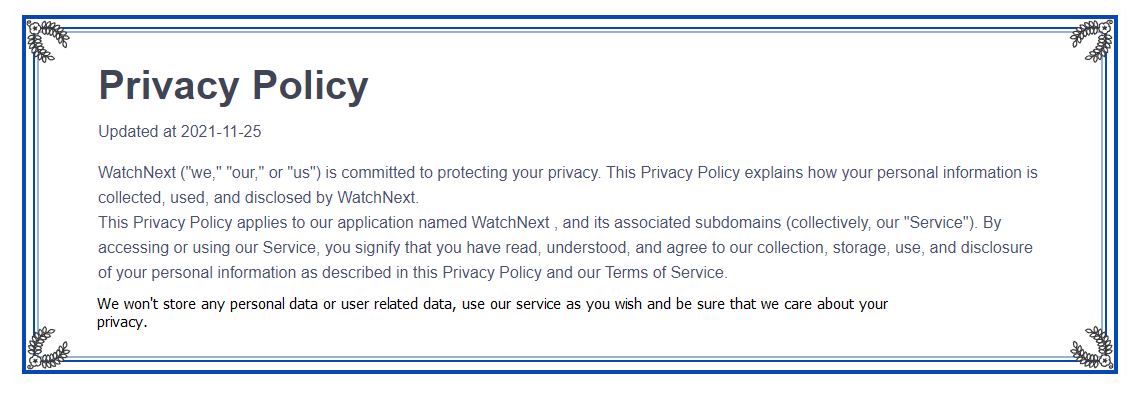 Privacy Policy
Updated at 2021-11-25
WatchNext ("we," "our," or "us") is committed to protecting your privacy. This Privacy Policy explains how your personal information is
collected, used, and disclosed by WatchNext.
This Privacy Policy applies to our application named WatchNext , and its associated subdomains (collectively, our "Service"). By
accessing or using our Service, you signify that you have read, understood, and agree to our collection, storage, use, and disclosure
of your personal information as described in this Privacy Policy and our Terms of Service.
We won't store any personal data or user related data, use our service as you wish and be sure that we care about your
privacy.